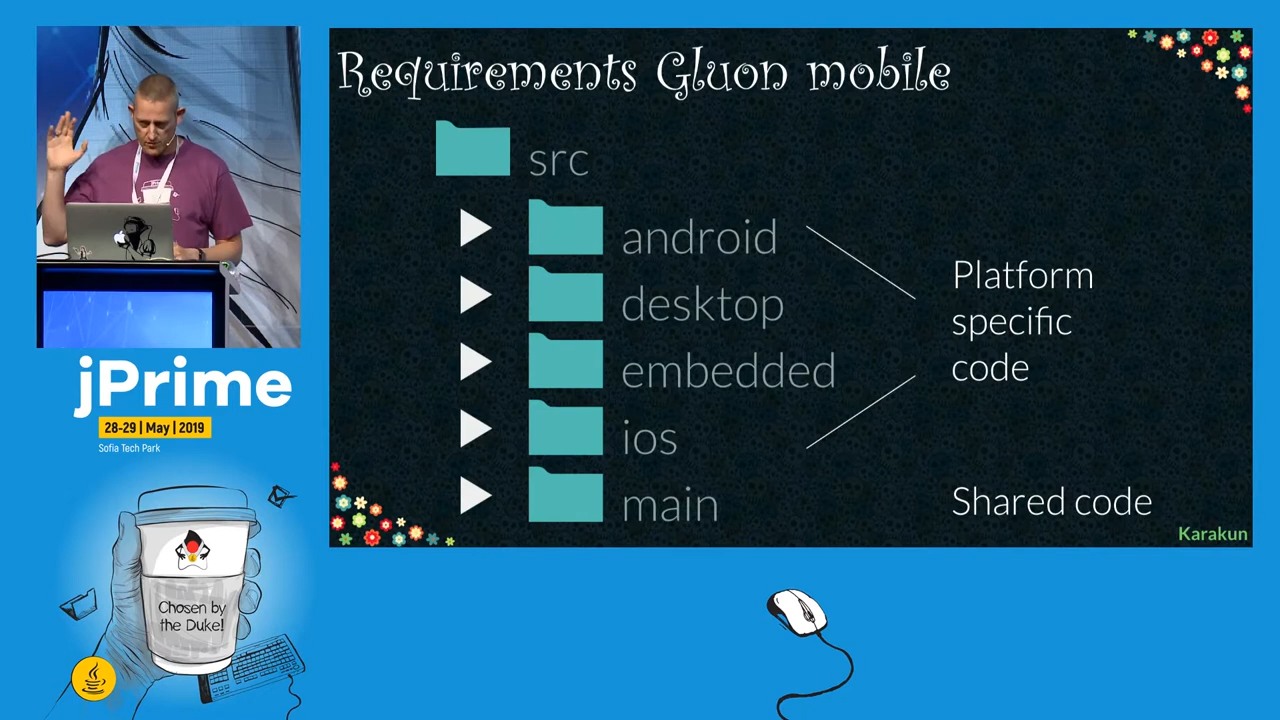 Requirements Gluon mobile
src
android
desktop
embedded
ios
main
Platform
specific
code
Shared code
Karakun
jPrime
28-29 | May | 2019
Sofia Tech Park
Chosen by
the Duke!